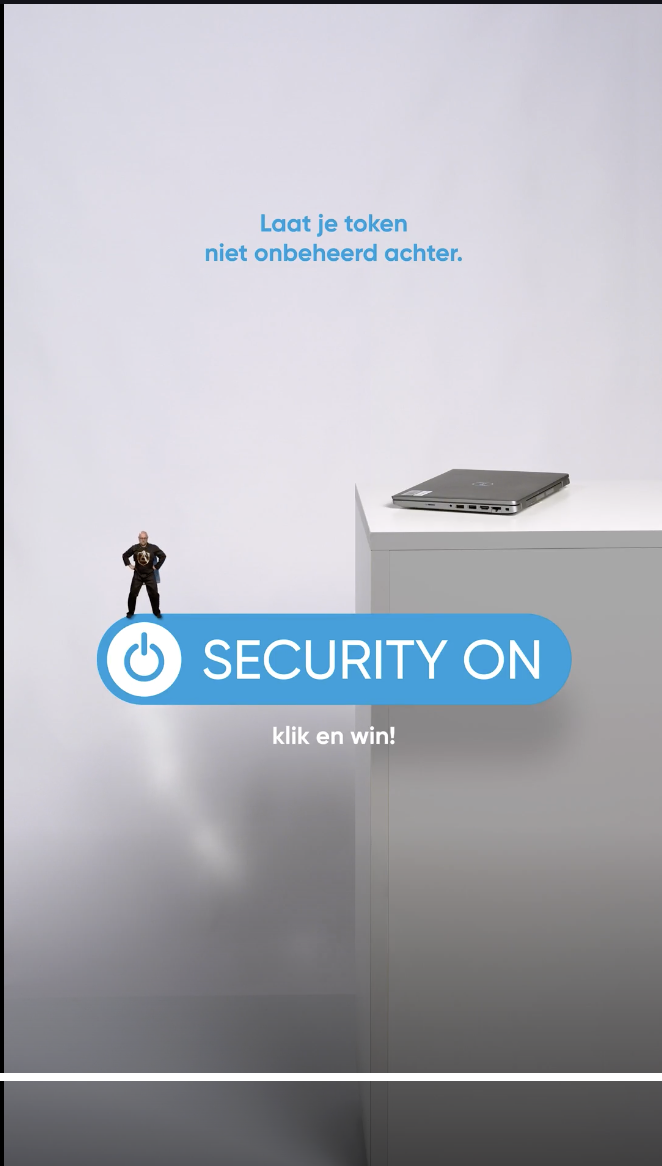 Laat je token
niet onbeheerd achter.
SECURITY ON
klik en win!